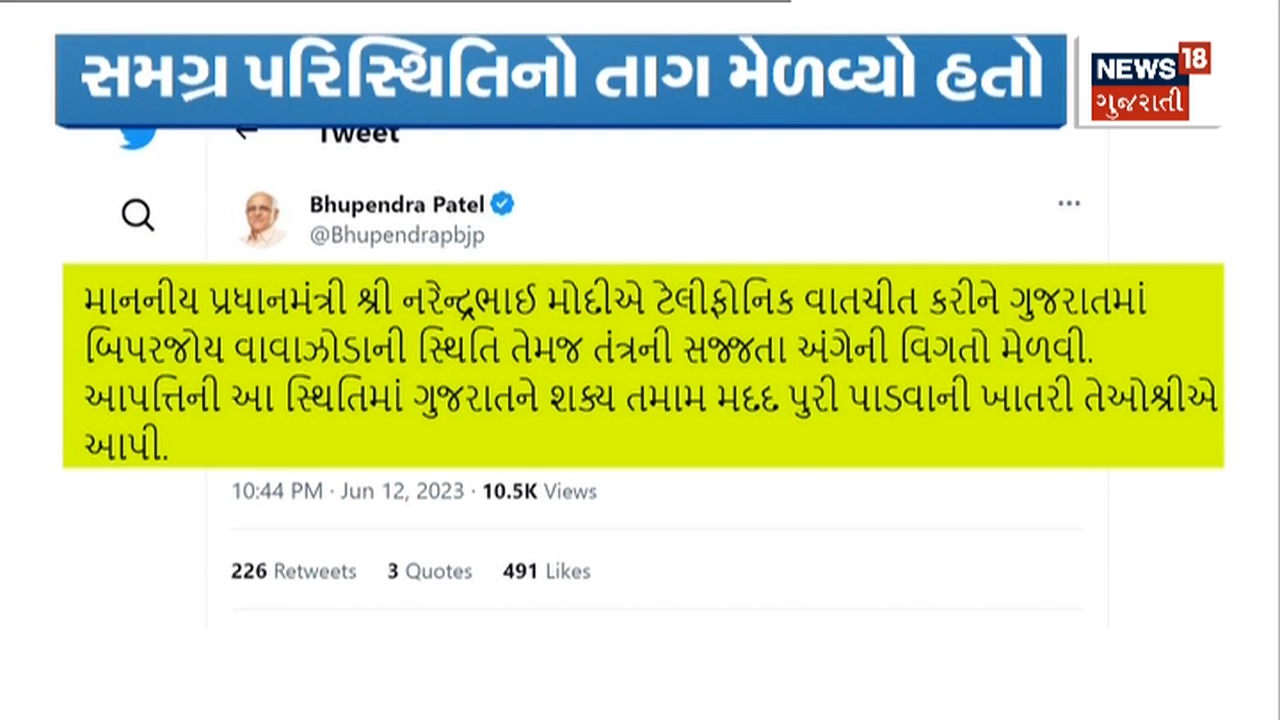 સમગ્ર પરિસ્થિતિનો તાગ મેળવ્યો હતો
NEWS 18
ગુજરાતી
Tweet
Bhupendra Patel
@Bhupendrapbjp
માનનીય પ્રધાનમંત્રી શ્રી નરેન્દ્રભાઈ મોદીએ ટેલીફોનિક વાતચીત કરીને ગુજરાતમાં
બિપરજોય વાવાઝોડાની સ્થિતિ તેમજ તંત્રની સજ્જતા અંગેની વિગતો મેળવી.
આપત્તિની આ સ્થિતિમાં ગુજરાતને શક્ય તમામ મદદ પુરી પાડવાની ખાતરી તેઓશ્રીએ
આપી.
10:44 PM · Jun 12, 2023 · 10.5K Views
226 Retweets 3 Quotes 491 Likes